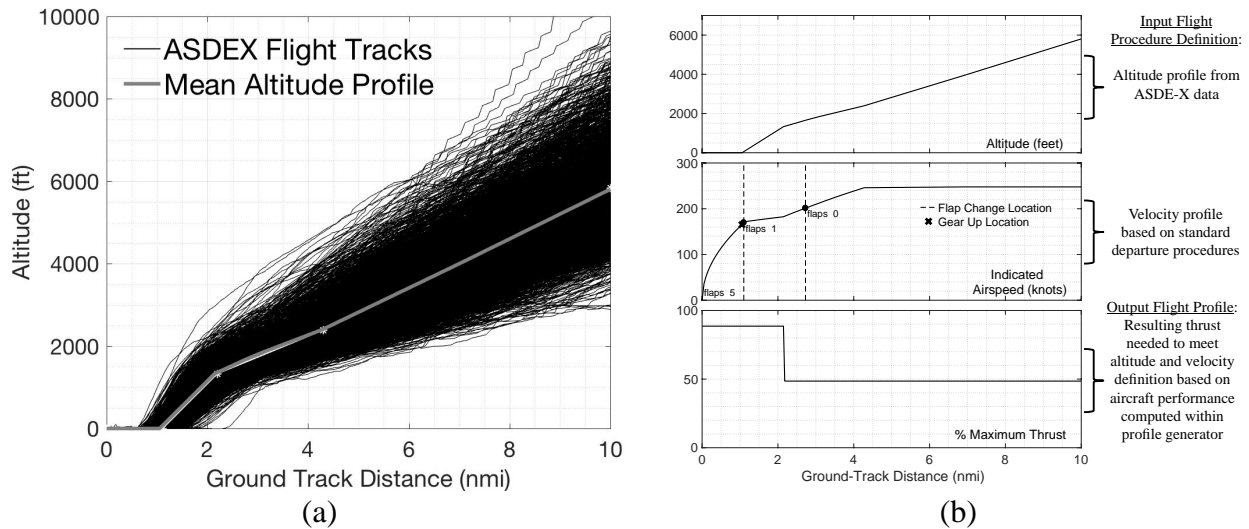 10000
8000
6000
4000
2000
0
Altitude (ft)
ASDEX Flight Tracks
Mean Altitude Profile
0 2 4 6 8 10
Ground Track Distance (nmi)
(a)
6000
4000
2000
0
Altitude (feet)
300
200
100
0
flaps 5
flaps 1
flaps 0
Flap Change Location
Gear Up Location
Indicated
Airspeed (knots)
100
50
0
% Maximum Thrust
0 2 4 6 8 10
Ground-Track Distance (nmi)
(b)
Input Flight
Procedure Definition:
Altitude profile from
ASDE-X data
Velocity profile
based on standard
departure procedures
Output Flight Profile:
Resulting thrust
needed to meet
altitude and velocity
definition based on
aircraft performance
computed within
profile generator